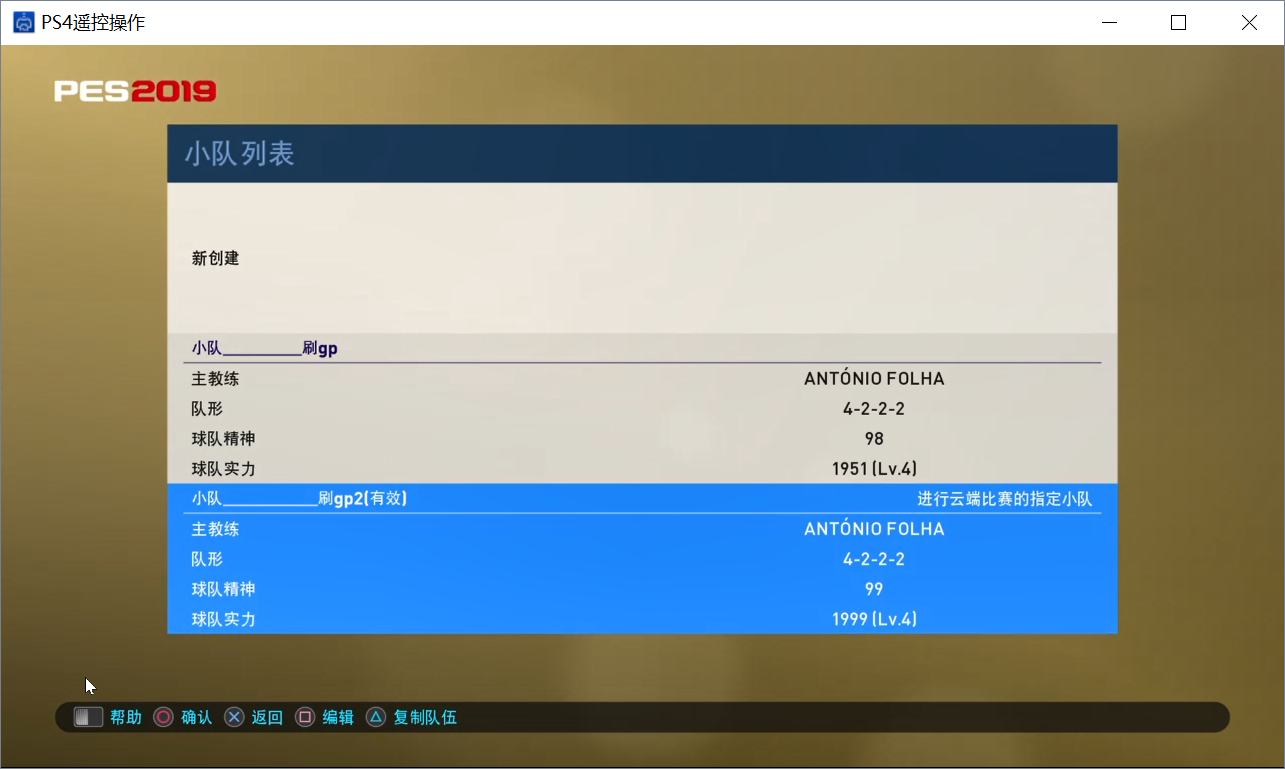 PS4遥控操作
PES2019
小队列表
新创建
小队__________刷gp
主教练 ANTÓNIO FOLHA
队形 4-2-2-2
球队精神 98
球队实力 1951 (Lv.4)
小队____________刷gp2(有效) 进行云端比赛的指定小队
主教练 ANTÓNIO FOLHA
队形 4-2-2-2
球队精神 99
球队实力 1999 (Lv.4)
帮助 确认 返回 编辑 复制队伍